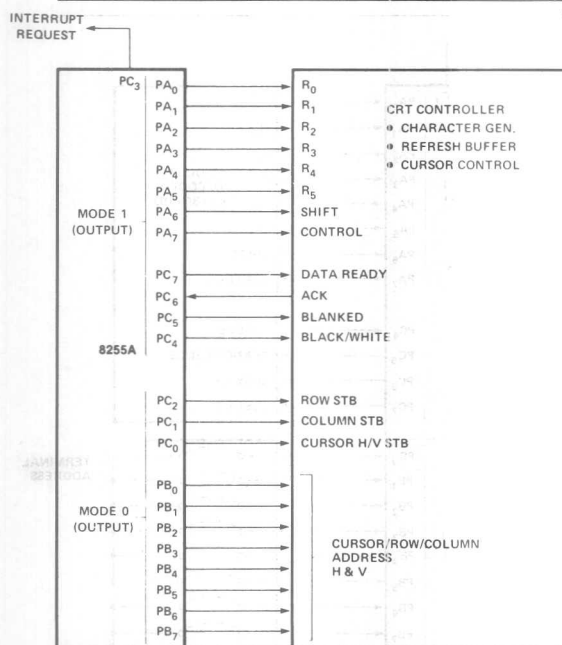 INTERRUPT
REQUEST
PC3 PA0 R0
PA1 R1 CRT CONTROLLER
PA2 R2 • CHARACTER GEN.
PA3 R3 • REFRESH BUFFER
PA4 R4 • CURSOR CONTROL
PA5 R5
MODE 1
(OUTPUT)
PA6 SHIFT
PA7 CONTROL
PC7 DATA READY
PC6 ACK
PC5 BLANKED
PC4 BLACK/WHITE
8255A
PC2 ROW STB
PC1 COLUMN STB
PC0 CURSOR H/V STB
MODE 0
(OUTPUT)
PB0
PB1
PB2
PB3
PB4
PB5
PB6
PB7
CURSOR/ROW/COLUMN
ADDRESS
H & V
TERMINAL
ADDRESS